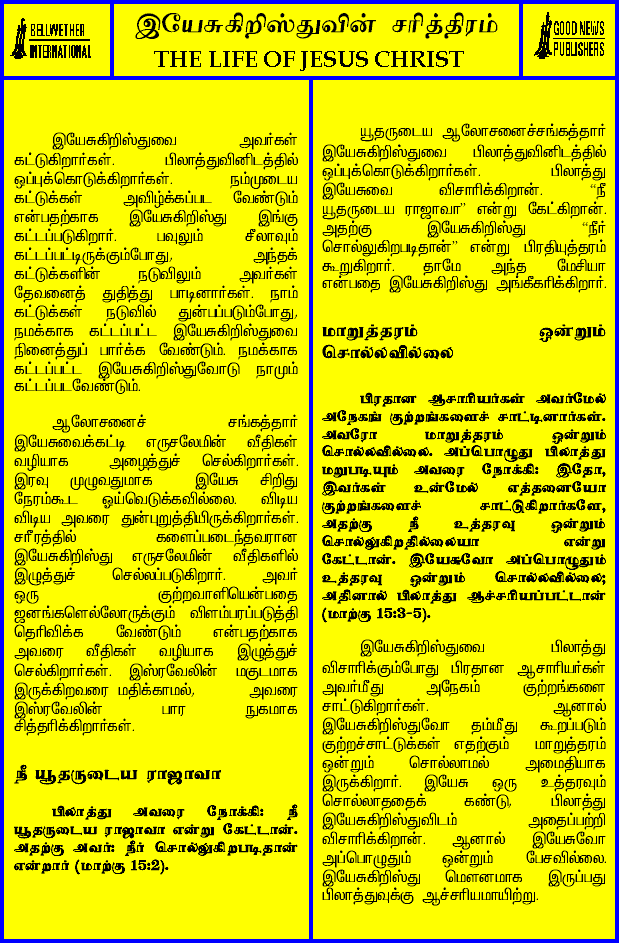 BELLWETHER
INTERNATIONAL
இயேசுகிறிஸ்துவின் சரித்திரம்
THE LIFE OF JESUS CHRIST
GOOD NEWS
PUBLISHERS
இயேசுகிறிஸ்துவை அவர்கள்
கட்டுகிறார்கள். பிலாத்துவினிடத்தில்
ஒப்புக்கொடுக்கிறார்கள். நம்முடைய
கட்டுக்கள் அவிழ்க்கப்பட வேண்டும்
என்பதற்காக இயேசுகிறிஸ்து இங்கு
கட்டப்படுகிறார். பவுலும் சீலாவும்
கட்டப்பட்டிருக்கும்போது, அந்தக்
கட்டுக்களின் நடுவிலும் அவர்கள்
தேவனைத் துதித்து பாடினார்கள். நாம்
கட்டுக்கள் நடுவில் துன்பப்படும்போது,
நமக்காக கட்டப்பட்ட இயேசுகிறிஸ்துவை
நினைத்துப் பார்க்க வேண்டும். நமக்காக
கட்டப்பட்ட இயேசுகிறிஸ்துவோடு நாமும்
கட்டப்படவேண்டும்.
ஆலோசனைச் சங்கத்தார்
இயேசுவைக்கட்டி எருசலேமின் வீதிகள்
வழியாக அழைத்துச் செல்கிறார்கள்.
இரவு முழுவதுமாக இயேசு சிறிது
நேரம்கூட ஓய்வெடுக்கவில்லை. விடிய
விடிய அவரை துன்புறுத்தியிருக்கிறார்கள்.
சரீரத்தில் களைப்படைந்தவரான
இயேசுகிறிஸ்து எருசலேமின் வீதிகளில்
இழுத்துச் செல்லப்படுகிறார். அவர்
ஒரு குற்றவாளியென்பதை
ஜனங்களெல்லோருக்கும் விளம்பரப்படுத்தி
தெரிவிக்க வேண்டும் என்பதற்காக
அவரை வீதிகள் வழியாக இழுத்துச்
செல்கிறார்கள். இஸ்ரவேலின் மகுடமாக
இருக்கிறவரை மதிக்காமல், அவரை
இஸ்ரவேலின் பார நுகமாக
சித்தரிக்கிறார்கள்.
நீ யூதருடைய ராஜாவா
பிலாத்து அவரை நோக்கி: நீ
யூதருடைய ராஜாவா என்று கேட்டான்.
அதற்கு அவர்: நீர் சொல்லுகிறபடிதான்
என்றார் (மாற்கு 15:2).
யூதருடைய ஆலோசனைச்சங்கத்தார்
இயேசுகிறிஸ்துவை பிலாத்துவினிடத்தில்
ஒப்புக்கொடுக்கிறார்கள். பிலாத்து
இயேசுவை விசாரிக்கிறான். “நீ
யூதருடைய ராஜாவா” என்று கேட்கிறான்.
அதற்கு இயேசுகிறிஸ்து “நீர்
சொல்லுகிறபடிதான்” என்று பிரதியுத்தரம்
கூறுகிறார். தாமே அந்த மேசியா
என்பதை இயேசுகிறிஸ்து அங்கீகரிக்கிறார்.
மாறுத்தரம் ஒன்றும்
சொல்லவில்லை
பிரதான ஆசாரியர்கள் அவர்மேல்
அநேகங் குற்றங்களைச் சாட்டினார்கள்.
அவரோ மாறுத்தரம் ஒன்றும்
சொல்லவில்லை. அப்பொழுது பிலாத்து
மறுபடியும் அவரை நோக்கி: இதோ,
இவர்கள் உன்மேல் எத்தனையோ
குற்றங்களைச் சாட்டுகிறார்களே,
அதற்கு நீ உத்தரவு ஒன்றும்
சொல்லுகிறதில்லையா என்று
கேட்டான். இயேசுவோ அப்பொழுதும்
உத்தரவு ஒன்றும் சொல்லவில்லை;
அதினால் பிலாத்து ஆச்சரியப்பட்டான்
(மாற்கு 15:3-5).
இயேசுகிறிஸ்துவை பிலாத்து
விசாரிக்கும்போது பிரதான ஆசாரியர்கள்
அவர்மீது அநேகம் குற்றங்களை
சாட்டுகிறார்கள். ஆனால்
இயேசுகிறிஸ்துவோ தம்மீது கூறப்படும்
குற்றச்சாட்டுக்கள் எதற்கும் மாறுத்தரம்
ஒன்றும் சொல்லாமல் அமைதியாக
இருக்கிறார். இயேசு ஒரு உத்தரவும்
சொல்லாததைக் கண்டு, பிலாத்து
இயேசுகிறிஸ்துவிடம் அதைப்பற்றி
விசாரிக்கிறான். ஆனால் இயேசுவோ
அப்பொழுதும் ஒன்றும் பேசவில்லை.
இயேசுகிறிஸ்து மௌனமாக இருப்பது
பிலாத்துவுக்கு ஆச்சரியமாயிற்று.